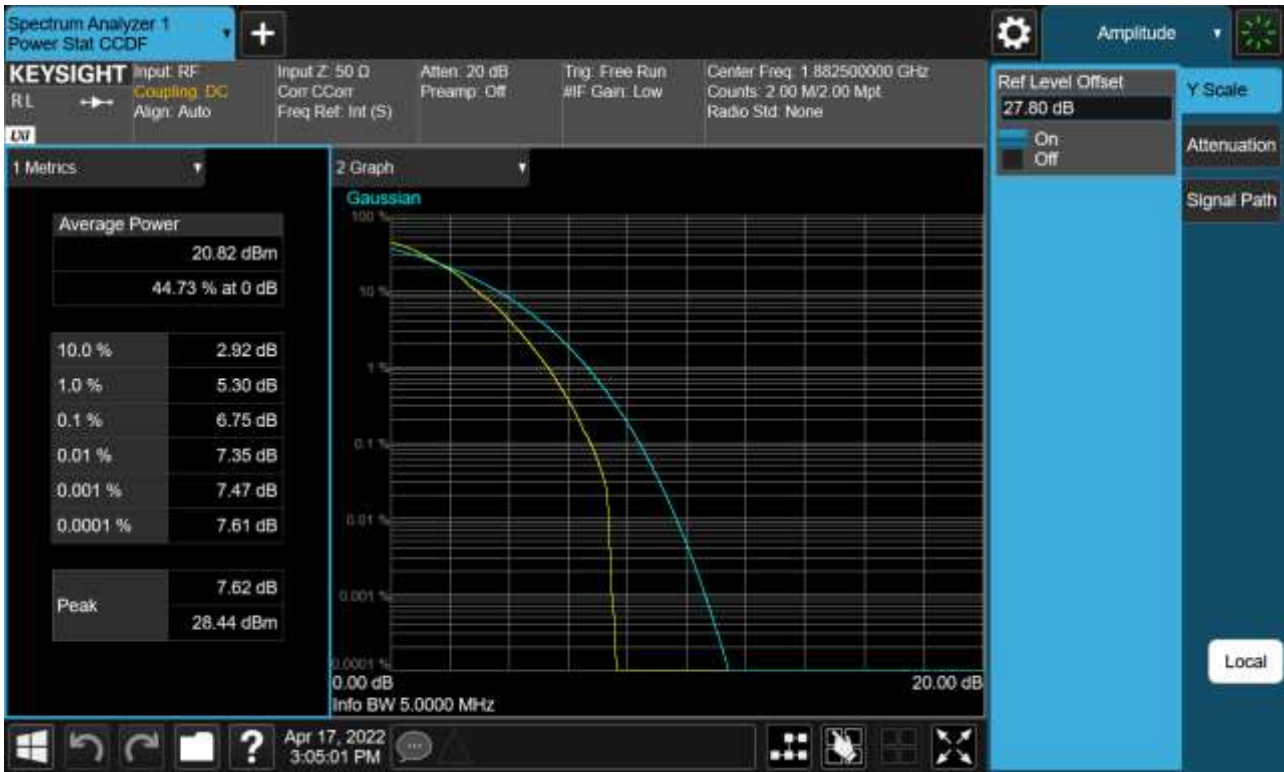 Spectrum Analyzer 1
Power Stat CCDF
+
Amplitude
KEYSIGHT
RL
LXI
Input: RF
Coupling: DC
Align: Auto
Input Z: 50 Ω
Corr CCorr
Freq Ref: Int (S)
Atten: 20 dB
Preamp: Off
Trig: Free Run
#IF Gain: Low
Center Freq: 1.882500000 GHz
Counts: 2.00 M/2.00 Mpt
Radio Std: None
Ref Level Offset
27.80 dB
On
Off
Y Scale
Attenuation
Signal Path
Local
1 Metrics
Average Power
20.82 dBm
44.73 % at 0 dB
10.0 % 2.92 dB
1.0 % 5.30 dB
0.1 % 6.75 dB
0.01 % 7.35 dB
0.001 % 7.47 dB
0.0001 % 7.61 dB
Peak
7.62 dB
28.44 dBm
2 Graph
Gaussian
100 %
10 %
1 %
0.1 %
0.01 %
0.001 %
0.0001 %
0.00 dB 20.00 dB
Info BW 5.0000 MHz
?
Apr 17, 2022
3:05:01 PM